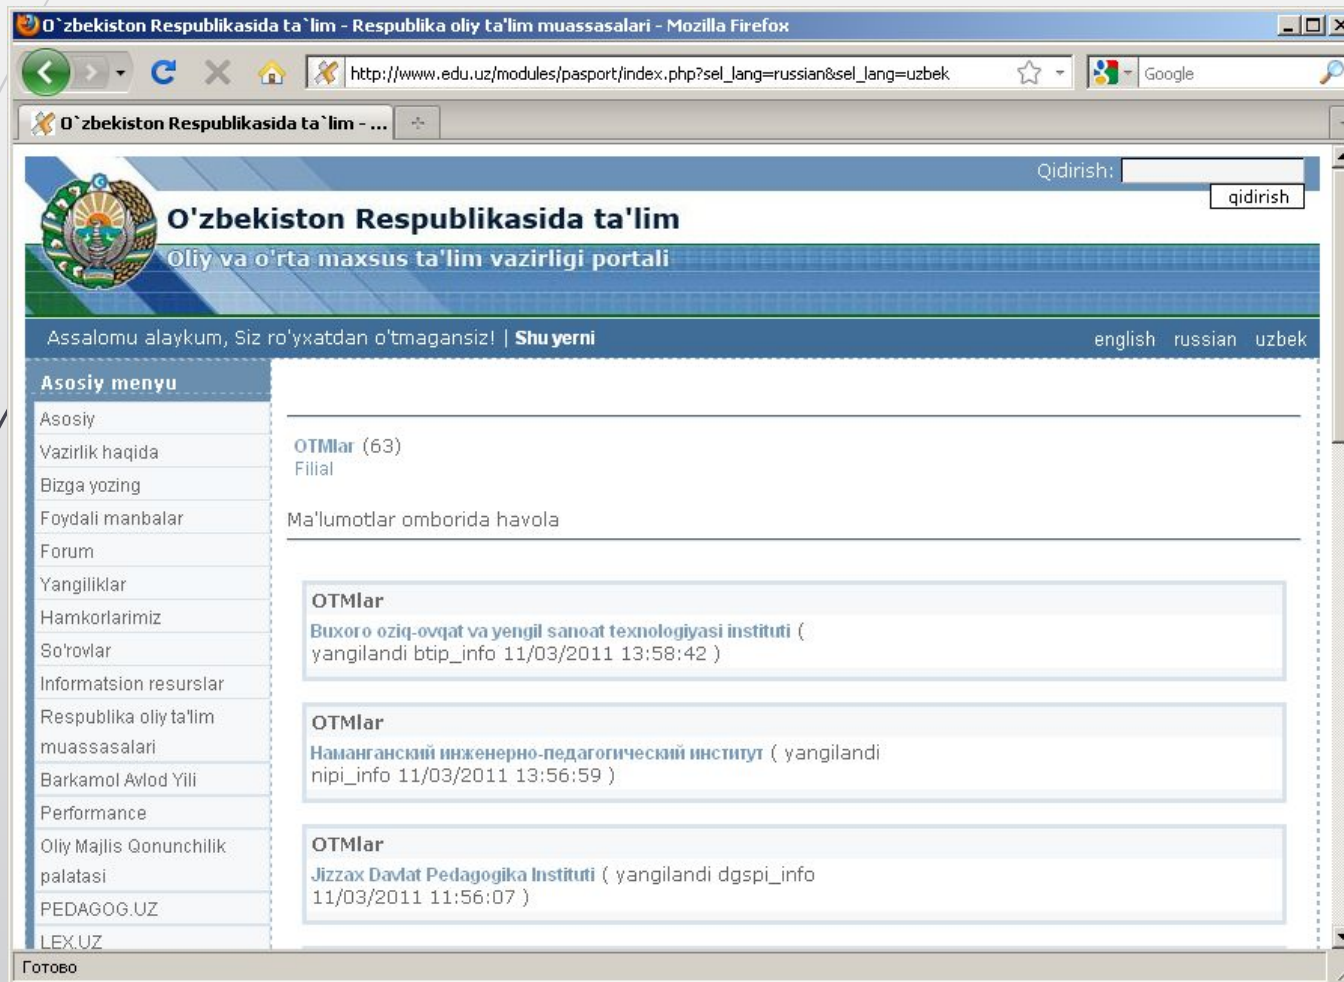 O`zbekiston Respublikasida ta`lim - Respublika oliy ta'lim muassasalari - Mozilla Firefox
http://www.edu.uz/modules/pasport/index.php?sel_lang=russian&sel_lang=uzbek
Google
O`zbekiston Respublikasida ta`lim - ...
Qidirish:
qidirish
O'zbekiston Respublikasida ta'lim
Oliy va o'rta maxsus ta'lim vazirligi portali
Assalomu alaykum, Siz ro'yxatdan o'tmagansiz! | Shu yerni
english russian uzbek
Asosiy menyu
Asosiy
Vazirlik haqida
Bizga yozing
Foydali manbalar
Forum
Yangiliklar
Hamkorlarimiz
So'rovlar
Informatsion resurslar
Respublika oliy ta'lim
muassasalari
Barkamol Avlod Yili
Performance
Oliy Majlis Qonunchilik
palatasi
PEDAGOG.UZ
LEX.UZ
OTMlar (63)
Filial
Ma'lumotlar omborida havola
OTMlar
Buxoro oziq-ovqat va yengil sanoat texnologiyasi instituti (
yangilandi btip_info 11/03/2011 13:58:42 )
OTMlar
Наманганский инженерно-педагогический институт ( yangilandi
nipi_info 11/03/2011 13:56:59 )
OTMlar
Jizzax Davlat Pedagogika Instituti ( yangilandi dgspi_info
11/03/2011 11:56:07 )
Готово